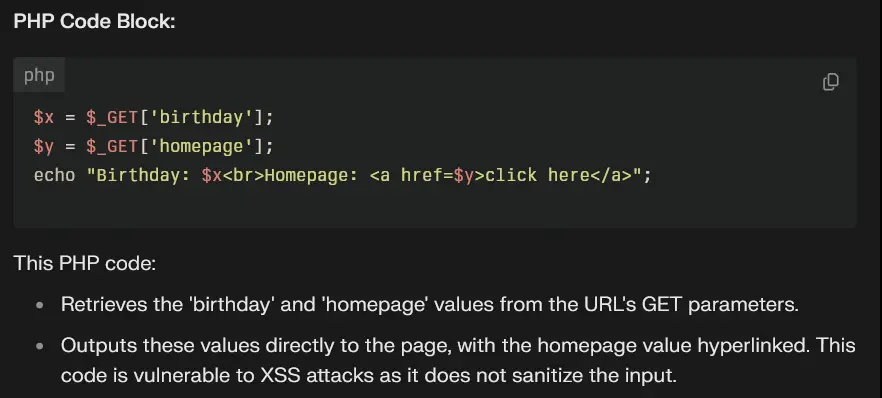 PHP Code Block:
php
$x = $_GET['birthday'];
$y = $_GET['homepage'];
echo "Birthday: $x<br>Homepage: <a href=$y>click here</a>";
This PHP code:
• Retrieves the 'birthday' and 'homepage' values from the URL's GET parameters.
• Outputs these values directly to the page, with the homepage value hyperlinked. This
code is vulnerable to XSS attacks as it does not sanitize the input.